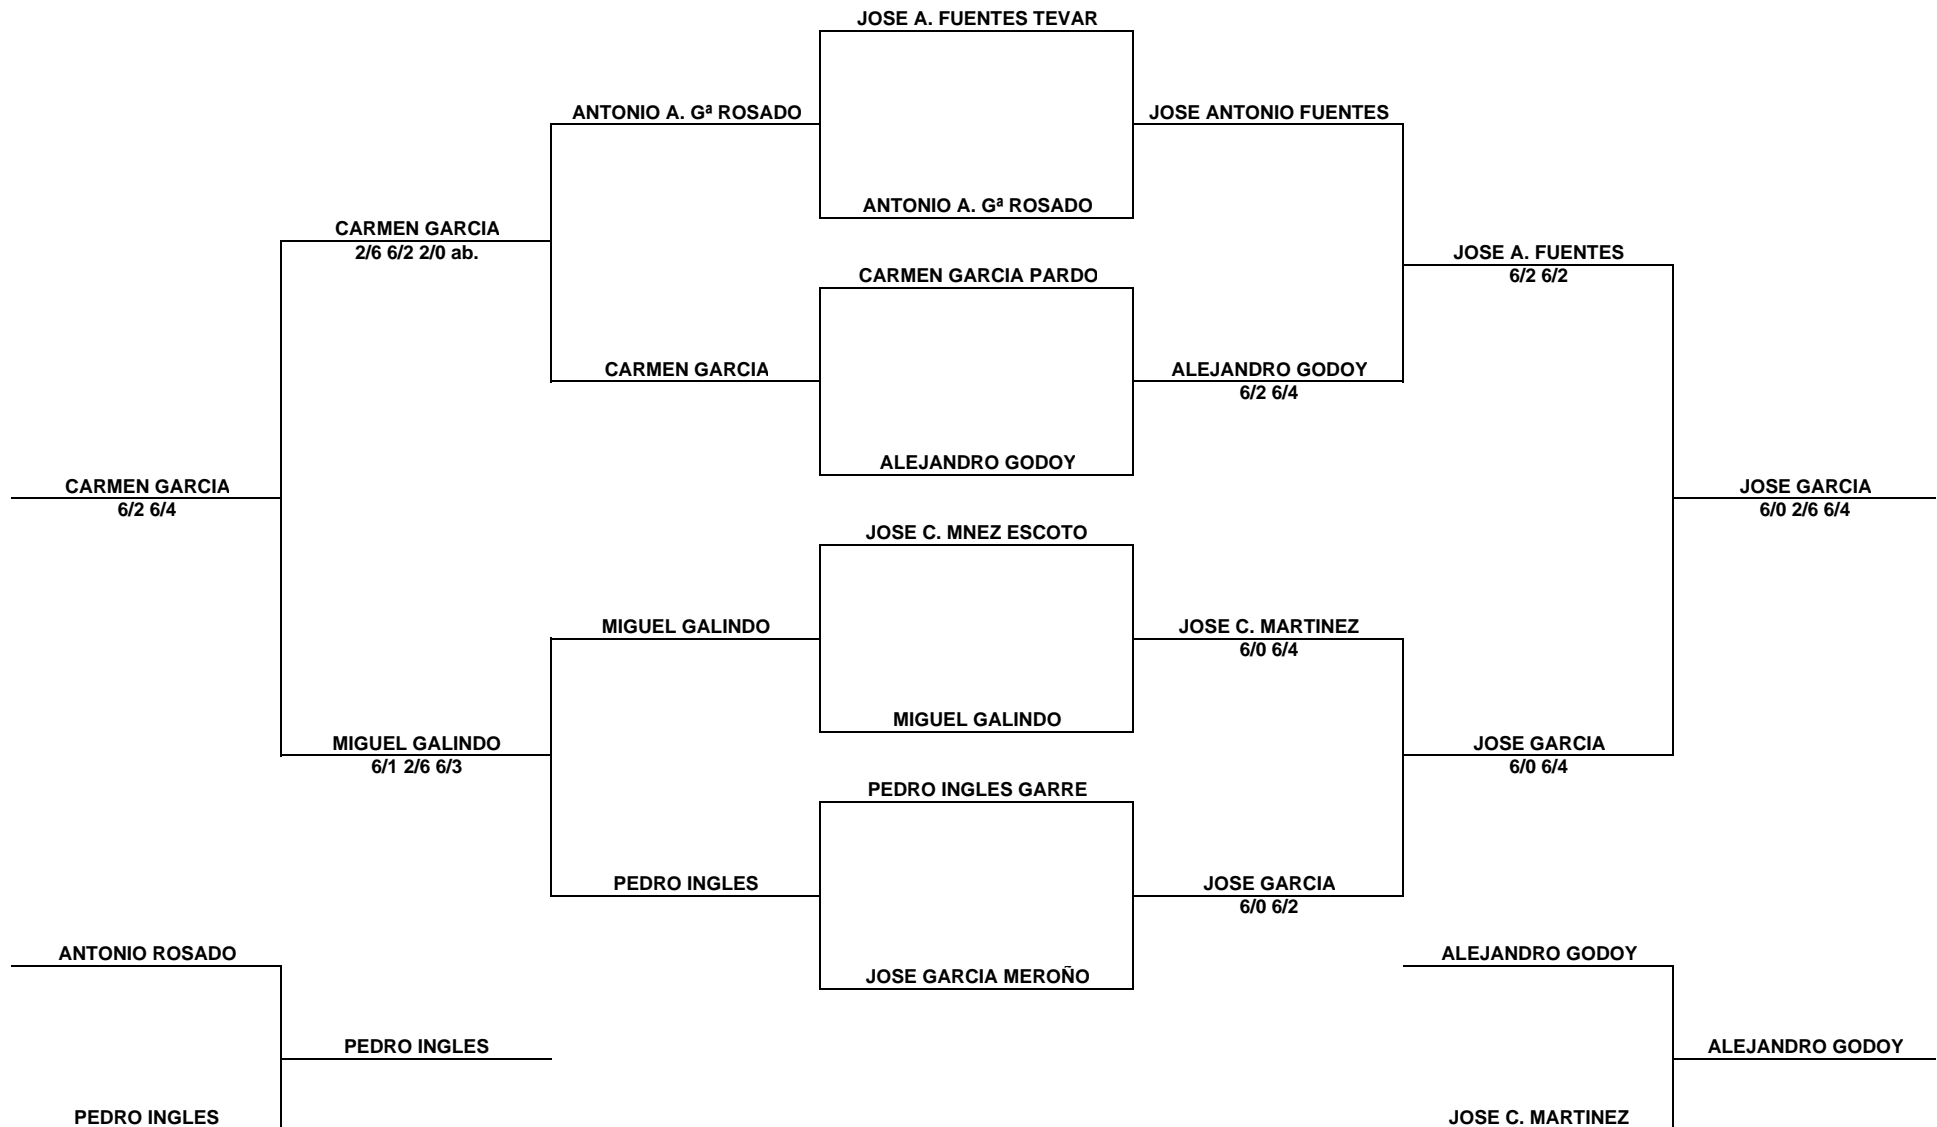 JOSE A. FUENTES TEVAR
ANTONIO A. Gª ROSADO
JOSE ANTONIO FUENTES
ANTONIO A. Gª ROSADO
CARMEN GARCIA
2/6 6/2 2/0 ab.
JOSE A. FUENTES
6/2 6/2
CARMEN GARCIA PARDO
CARMEN GARCIA
ALEJANDRO GODOY
6/2 6/4
ALEJANDRO GODOY
CARMEN GARCIA
6/2 6/4
JOSE GARCIA
6/0 2/6 6/4
JOSE C. MNEZ ESCOTO
MIGUEL GALINDO
JOSE C. MARTINEZ
6/0 6/4
MIGUEL GALINDO
MIGUEL GALINDO
6/1 2/6 6/3
JOSE GARCIA
6/0 6/4
PEDRO INGLES GARRE
PEDRO INGLES
JOSE GARCIA
6/0 6/2
ANTONIO ROSADO
ALEJANDRO GODOY
JOSE GARCIA MEROÑO
PEDRO INGLES
ALEJANDRO GODOY
PEDRO INGLES
JOSE C. MARTINEZ